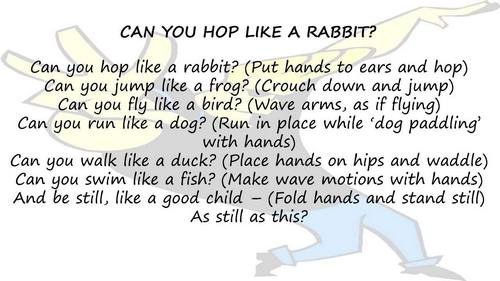 CAN YOU HOP LIKE A RABBIT?
Can you hop like a rabbit? (Put hands to ears and hop)
Can you jump like a frog? (Crouch down and jump)
Can you fly like a bird? (Wave arms, as if flying)
Can you run like a dog? (Run in place while ‘dog paddling’
with hands)
Can you walk like a duck? (Place hands on hips and waddle)
Can you swim like a fish? (Make wave motions with hands)
And be still, like a good child – (Fold hands and stand still)
As still as this?